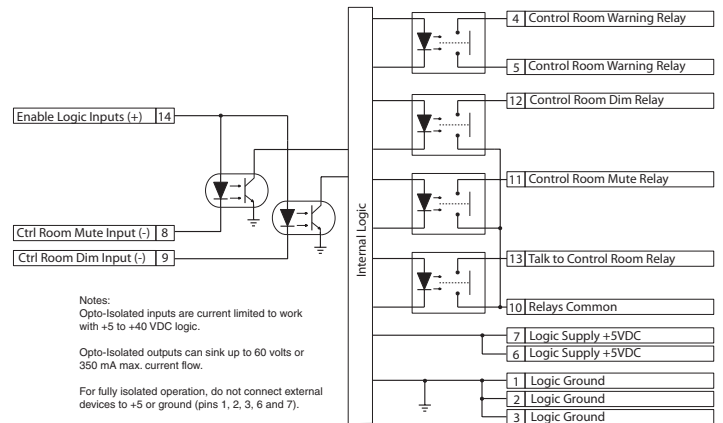 4 Control Room Warning Relay
5 Control Room Warning Relay
12 Control Room Dim Relay
Enable Logic Inputs (+) 14
11 Control Room Mute Relay
Internal Logic
Ctrl Room Mute Input (-) 8
Ctrl Room Dim Input (-) 9
13 Talk to Control Room Relay
10 Relays Common
7 Logic Supply +5VDC
6 Logic Supply +5VDC
1 Logic Ground
2 Logic Ground
3 Logic Ground
Notes:
Opto-Isolated inputs are current limited to work
with +5 to +40 VDC logic.
Opto-Isolated outputs can sink up to 60 volts or
350 mA max. current flow.
For fully isolated operation, do not connect external
devices to +5 or ground (pins 1, 2, 3, 6 and 7).